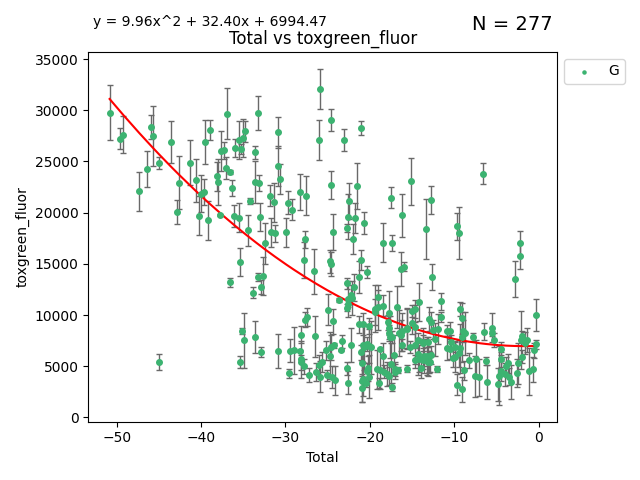 y = 9.96x^2 + 32.40x + 6994.47
N = 277
Total vs toxgreen_fluor
G
35000
30000
25000
20000
15000
10000
5000
0
toxgreen_fluor
−50 −40 −30 −20 −10 0
Total